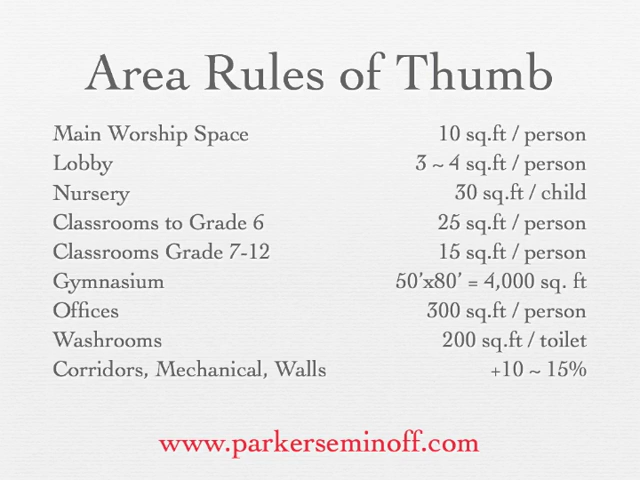 Area Rules of Thumb
Main Worship Space 10 sq.ft / person
Lobby 3 ~ 4 sq.ft / person
Nursery 30 sq.ft / child
Classrooms to Grade 6 25 sq.ft / person
Classrooms Grade 7-12 15 sq.ft / person
Gymnasium 50'x80' = 4,000 sq. ft
Offices 300 sq.ft / person
Washrooms 200 sq.ft / toilet
Corridors, Mechanical, Walls +10 ~ 15%
www.parkerseminoff.com